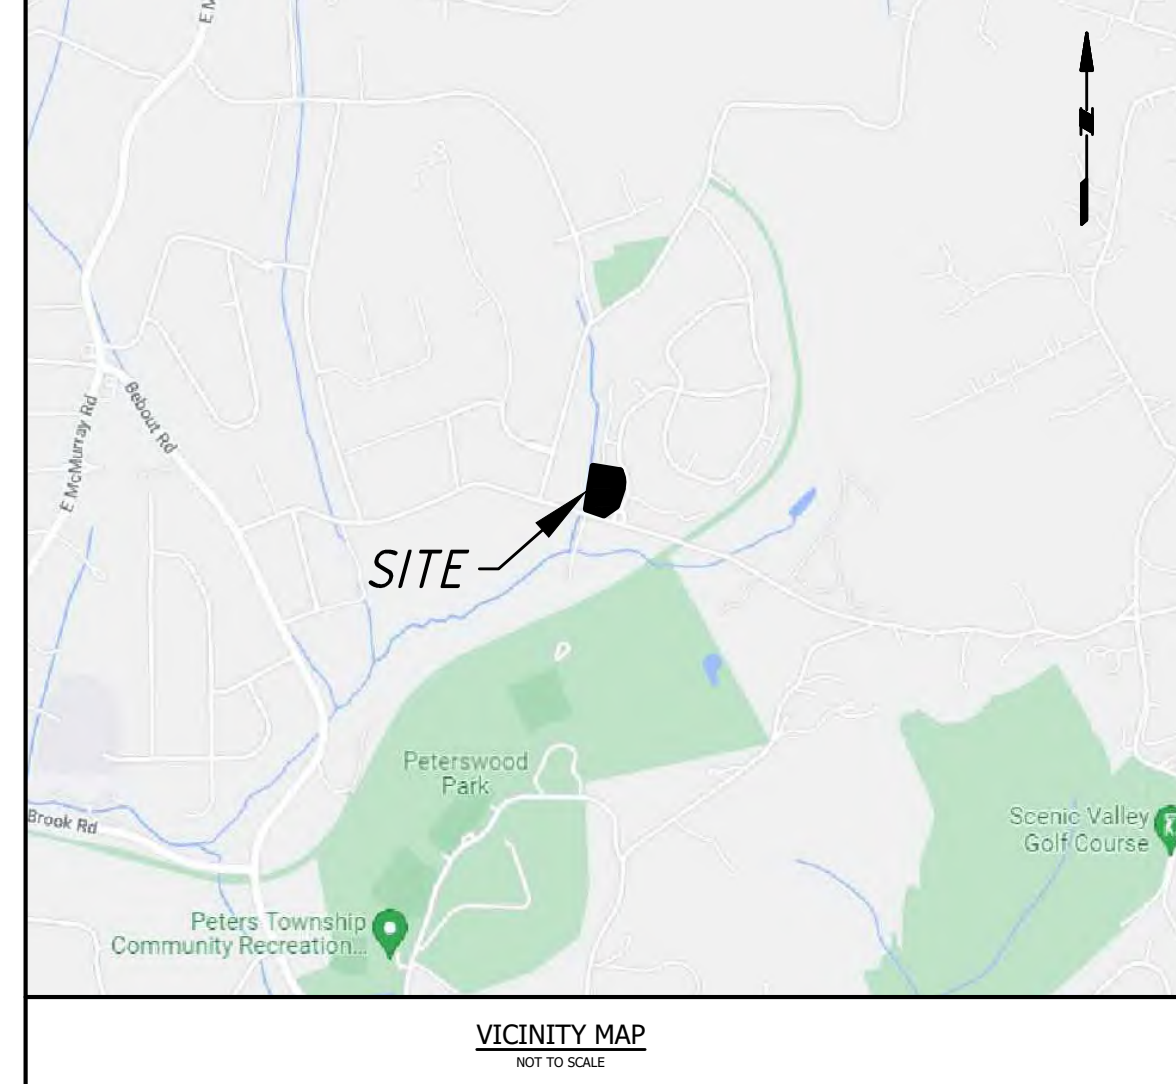 E M
E McMurray Rd
Bebout Rd
N
SITE
Peterswood
Park
Brook Rd
Scenic Valley
Golf Course
Peters Township
Community Recreation...
VICINITY MAP
NOT TO SCALE